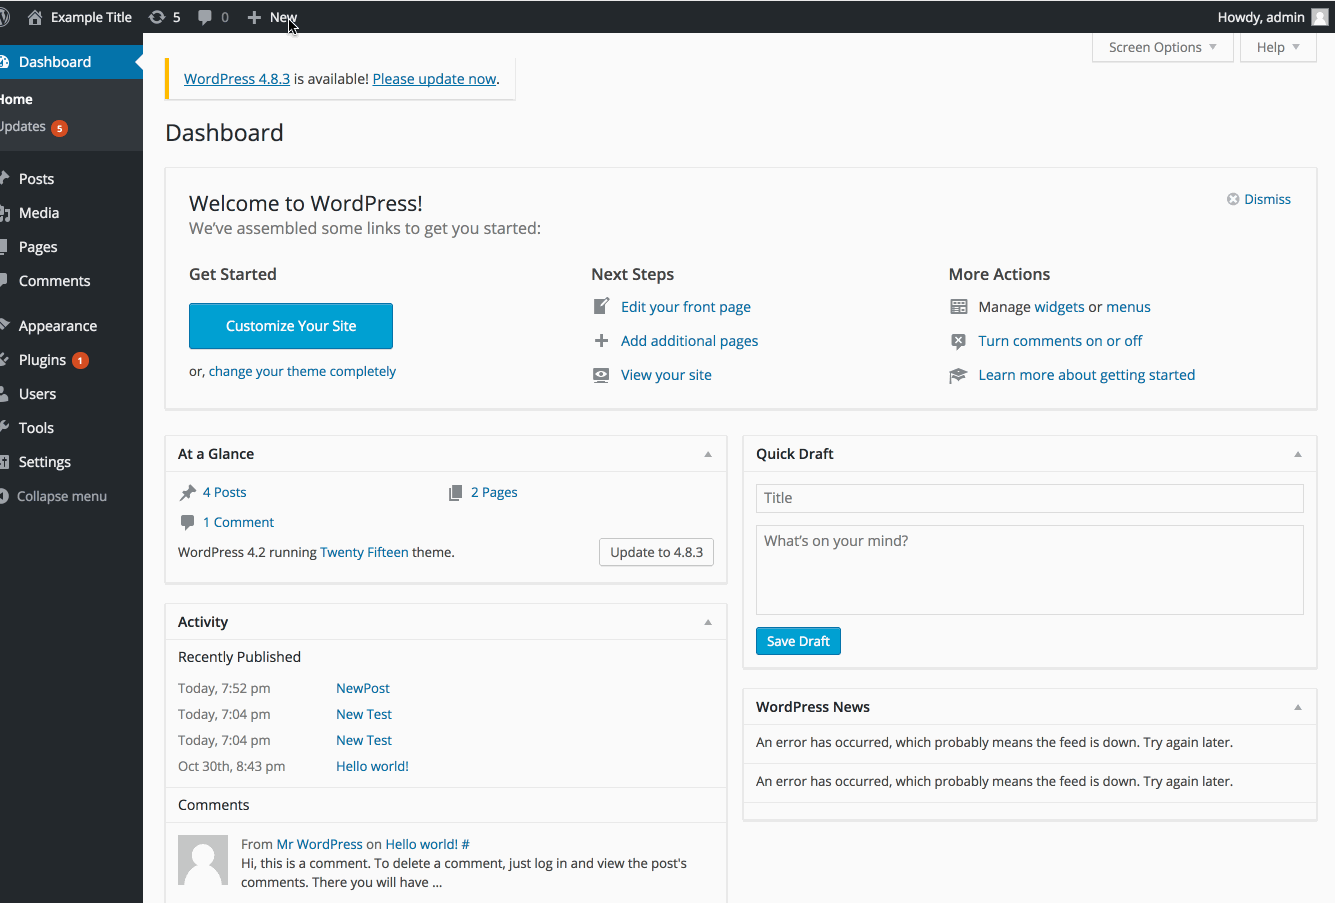 Example Title 5 0 New Howdy, admin
Screen Options Help
Dashboard
Home
Updates 5
Posts
Media
Pages
Comments
Appearance
Plugins 1
Users
Tools
Settings
Collapse menu
WordPress 4.8.3 is available! Please update now.
Dashboard
Welcome to WordPress!
We've assembled some links to get you started:
Dismiss
Get Started
Customize Your Site
or, change your theme completely
Next Steps
Edit your front page
Add additional pages
View your site
More Actions
Manage widgets or menus
Turn comments on or off
Learn more about getting started
At a Glance
4 Posts 2 Pages
1 Comment
WordPress 4.2 running Twenty Fifteen theme. Update to 4.8.3
Activity
Recently Published
Today, 7:52 pm NewPost
Today, 7:04 pm New Test
Today, 7:04 pm New Test
Oct 30th, 8:43 pm Hello world!
Comments
From Mr WordPress on Hello world! #
Hi, this is a comment. To delete a comment, just log in and view the post's
comments. There you will have ...
Quick Draft
Title
What's on your mind?
Save Draft
WordPress News
An error has occurred, which probably means the feed is down. Try again later.
An error has occurred, which probably means the feed is down. Try again later.